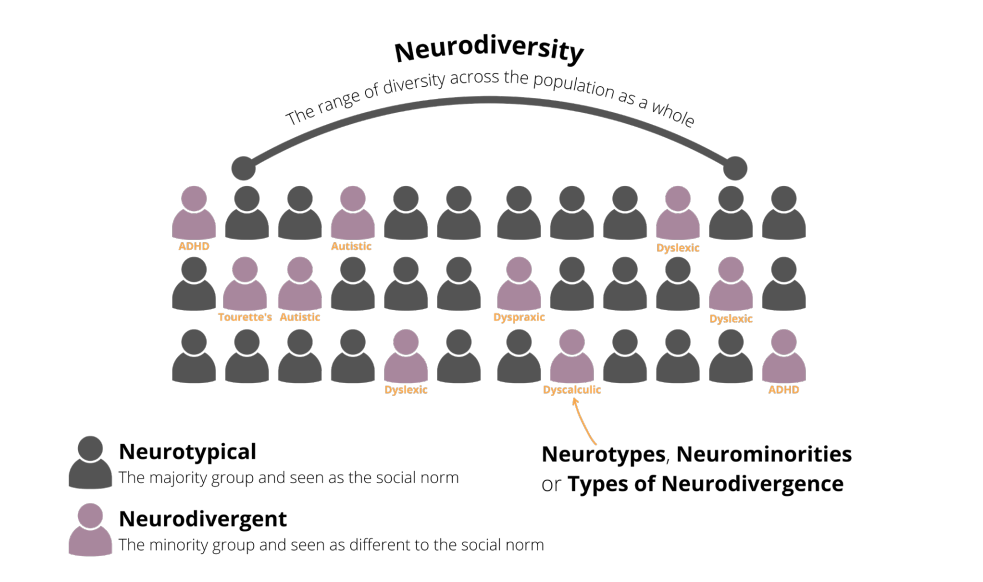 Neurodiversity
The range of diversity across the population as a whole
ADHD Autistic Dyslexic
Tourette's Autistic Dyspraxic Dyslexic
Dyslexic Dyscalculic ADHD
Neurotypical
The majority group and seen as the social norm
Neurotypes, Neurominorities
or Types of Neurodivergence
Neurodivergent
The minority group and seen as different to the social norm